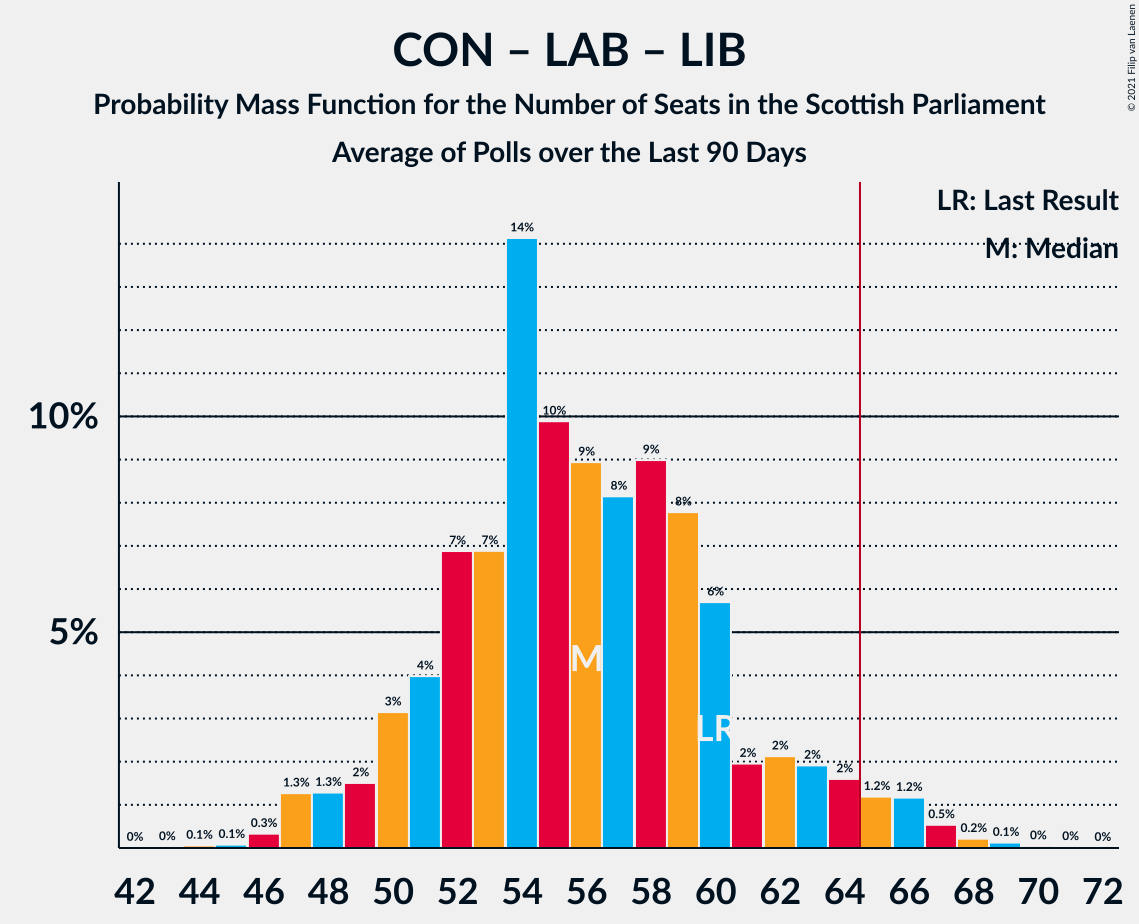 CON – LAB – LIB
Probability Mass Function for the Number of Seats in the Scottish Parliament
Average of Polls over the Last 90 Days
© 2021 Filip van Laenen
LR: Last Result
M: Median
10%
5%
0% 0% 0.1% 0.1% 0.3% 1.3% 1.3% 2% 3% 4% 7% 7% 14% 10% 9% 8% 9% 8% 6% 2% 2% 2% 2% 1.2% 1.2% 0.5% 0.2% 0.1% 0% 0% 0%
M
LR
42 44 46 48 50 52 54 56 58 60 62 64 66 68 70 72